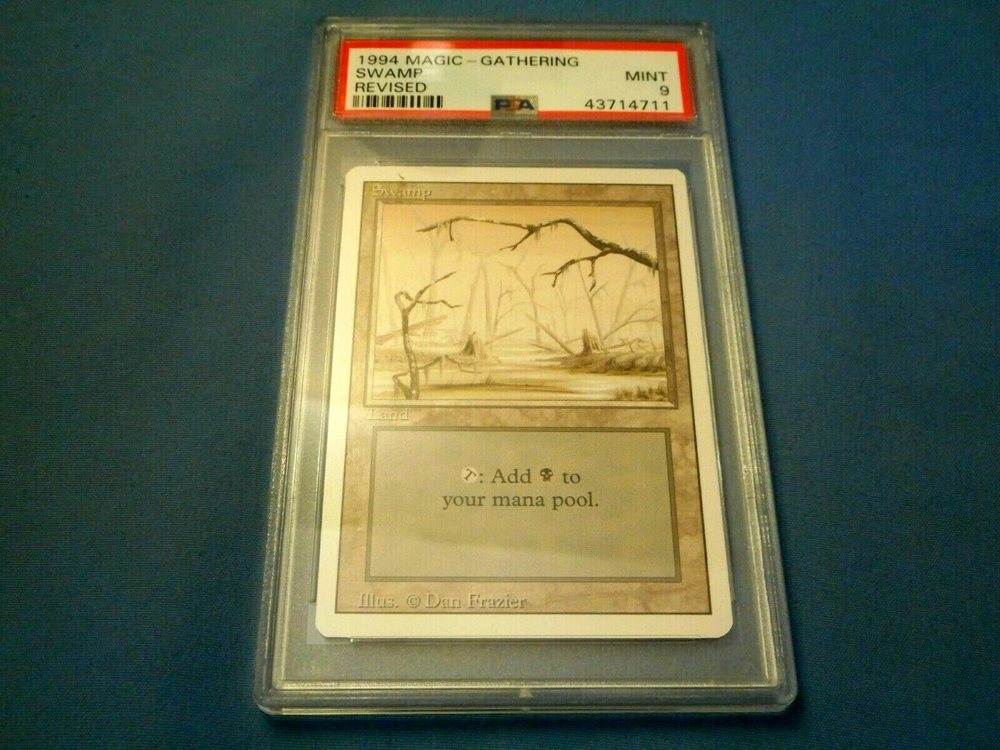 1994 MAGIC - GATHERING
SWAMP
REVISED
MINT
9
43714711
PSA
Swamp
Land
: Add to
your mana pool.
Illus. © Dan Frazier